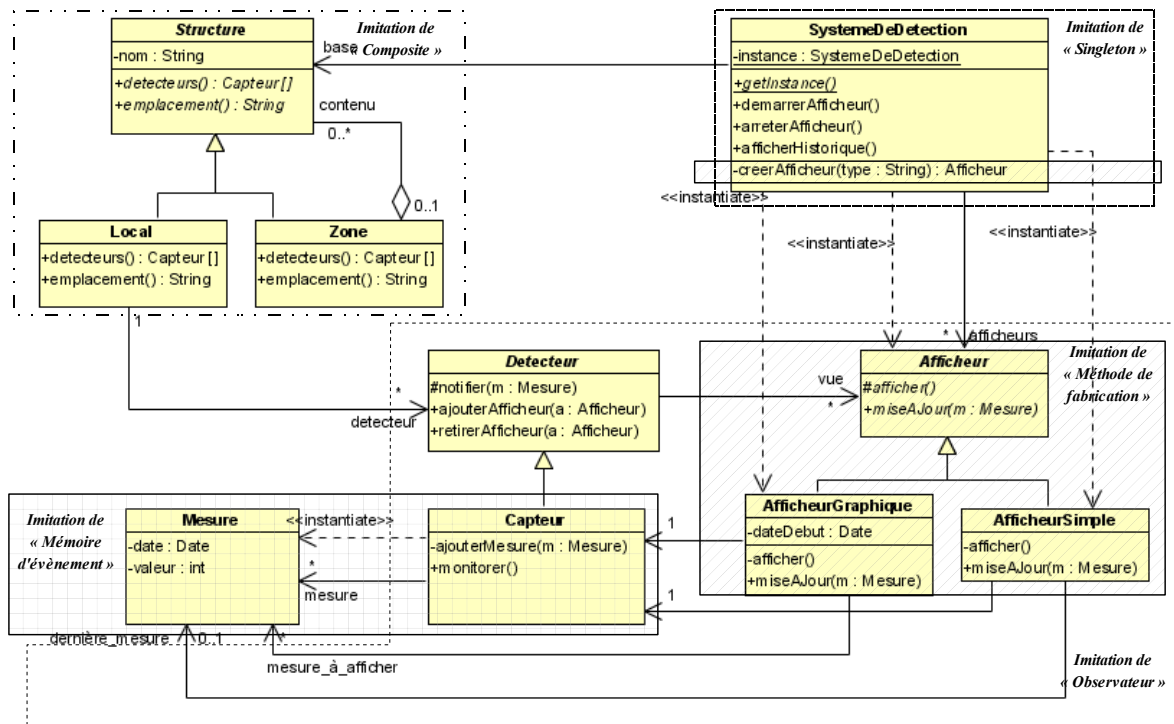 Structure
-nom : String
+detecteurs() : Capteur[]
+emplacement() : String
Imitation de
« Composite »
base
contenu
0..*
0..1
Local
+detecteurs() : Capteur[]
+emplacement() : String
Zone
+detecteurs() : Capteur[]
+emplacement() : String
SystemeDeDetection
-instance : SystemeDeDetection
+getInstance()
+demarrerAfficheur()
+arreterAfficheur()
+afficherHistorique()
-creerAfficheur(type : String) : Afficheur
Imitation de
« Singleton »
<<instantiate>>
<<instantiate>>
<<instantiate>>
1
*
detecteur
Detecteur
#notifier(m : Mesure)
+ajouterAfficheur(a : Afficheur)
+retirerAfficheur(a : Afficheur)
vue
*
* afficheurs
Afficheur
#afficher()
+miseAJour(m : Mesure)
Imitation de
« Méthode de
fabrication »
Imitation de
« Mémoire
d'évènement »
Mesure
-date : Date
-valeur : int
<<instantiate>>
*
mesure
Capteur
-ajouterMesure(m : Mesure)
+monitorer()
1
1
AfficheurGraphique
-dateDebut : Date
-afficher()
+miseAJour(m : Mesure)
AfficheurSimple
-afficher()
+miseAJour(m : Mesure)
dernière_mesure
0..1
*
mesure_à_afficher
Imitation de
« Observateur »